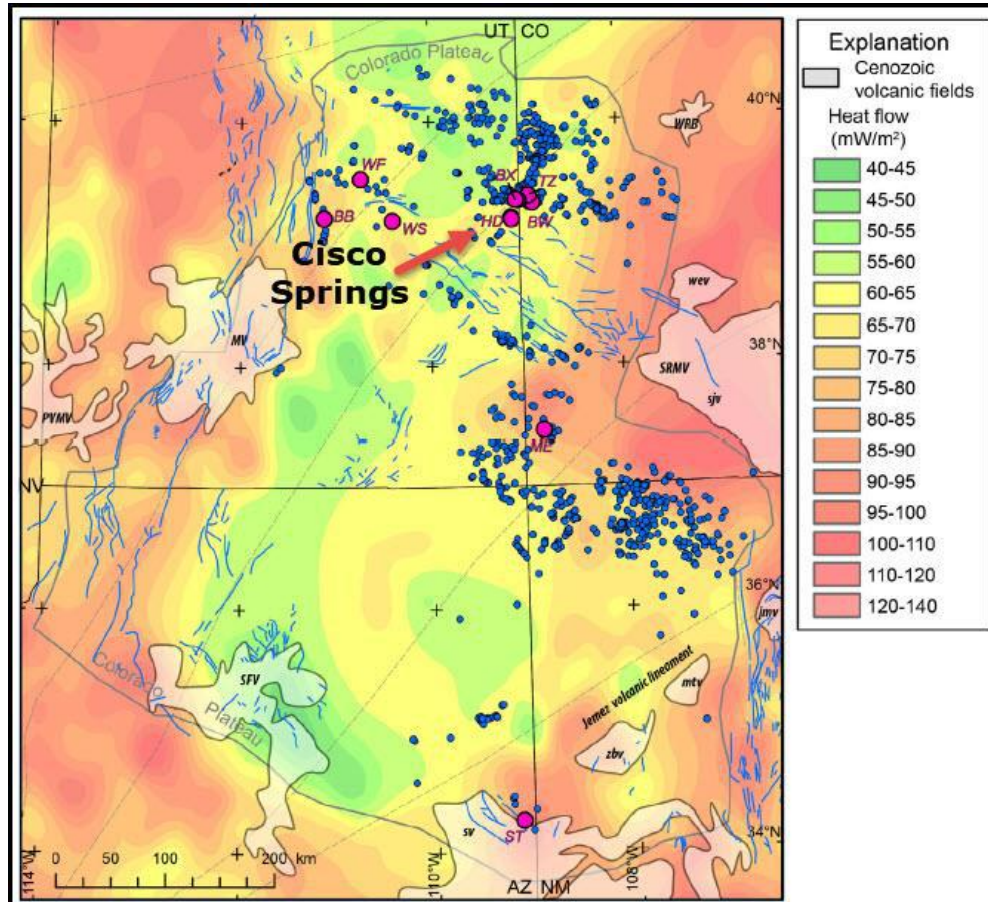 UT CO
Colorado Plateau
40°N
WRB
WF
BX
TZ
BB
WS
HD
BW
Cisco
Springs
wev
MV
38°N
SRMV
sjv
PVMV
ML
NV
36°N
jmv
Jemez volcanic lineament
mtv
SFV
Colorado
Plateau
zbv
34°N
sv
ST
0 50 100 200 km
114°W
110°W
108°W
AZ NM
Explanation
Cenozoic
volcanic fields
Heat flow
(mW/m²)
40-45
45-50
50-55
55-60
60-65
65-70
70-75
75-80
80-85
85-90
90-95
95-100
100-110
110-120
120-140